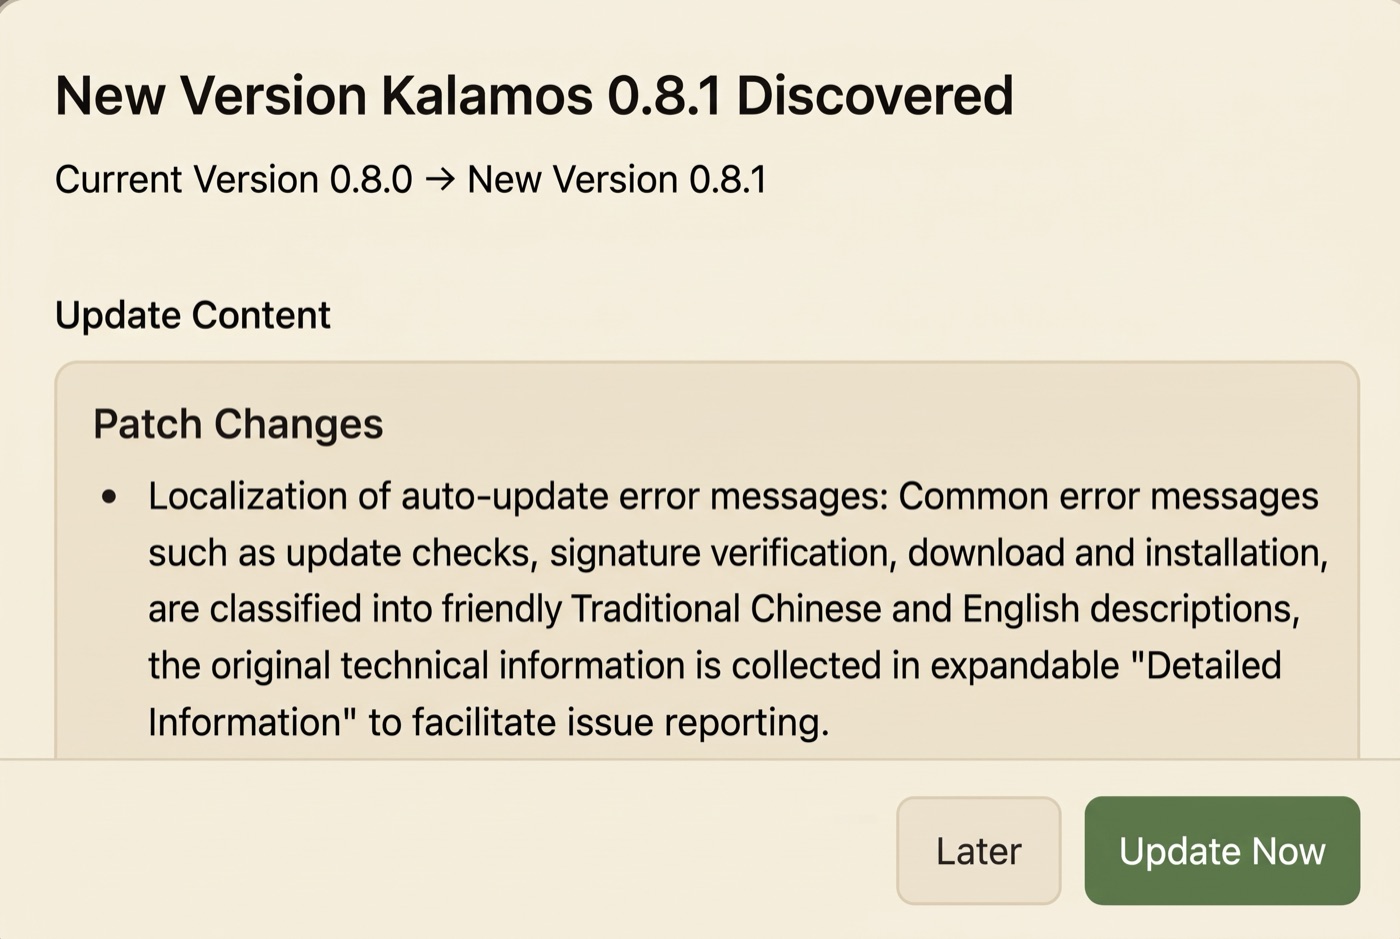 New Version Kalamos 0.8.1 Discovered
Current Version 0.8.0 → New Version 0.8.1
Update Content
Patch Changes
• Localization of auto-update error messages: Common error messages
such as update checks, signature verification, download and installation,
are classified into friendly Traditional Chinese and English descriptions,
the original technical information is collected in expandable "Detailed
Information" to facilitate issue reporting.
Later
Update Now